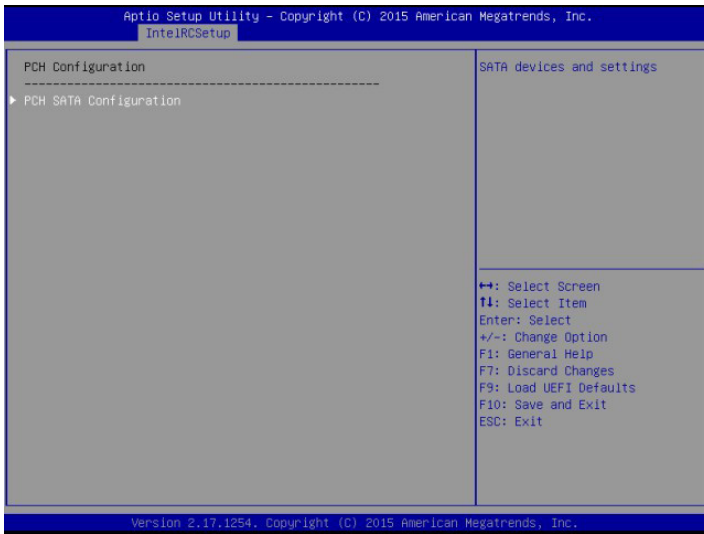 Aptio Setup Utility – Copyright (C) 2015 American Megatrends, Inc.
IntelRCSetup
PCH Configuration
--------------------------------------------------
▶ PCH SATA Configuration
SATA devices and settings
↔: Select Screen
↑↓: Select Item
Enter: Select
+/-: Change Option
F1: General Help
F7: Discard Changes
F9: Load UEFI Defaults
F10: Save and Exit
ESC: Exit
Version 2.17.1254. Copyright (C) 2015 American Megatrends, Inc.